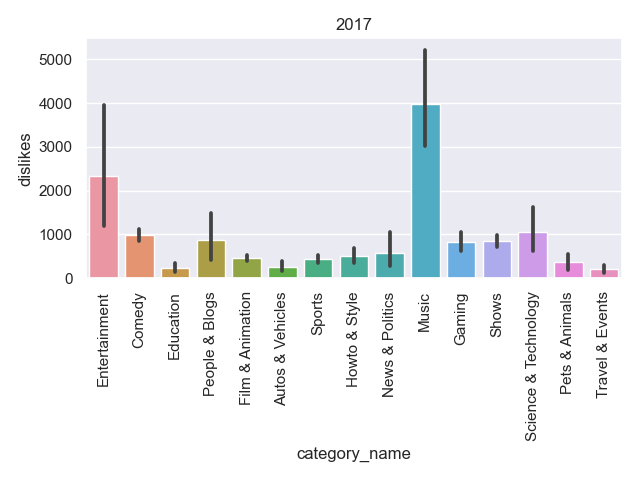 2017
dislikes
5000
4000
3000
2000
1000
0
Entertainment
Comedy
Education
People & Blogs
Film & Animation
Autos & Vehicles
Sports
Howto & Style
News & Politics
Music
Gaming
Shows
Science & Technology
Pets & Animals
Travel & Events
category_name